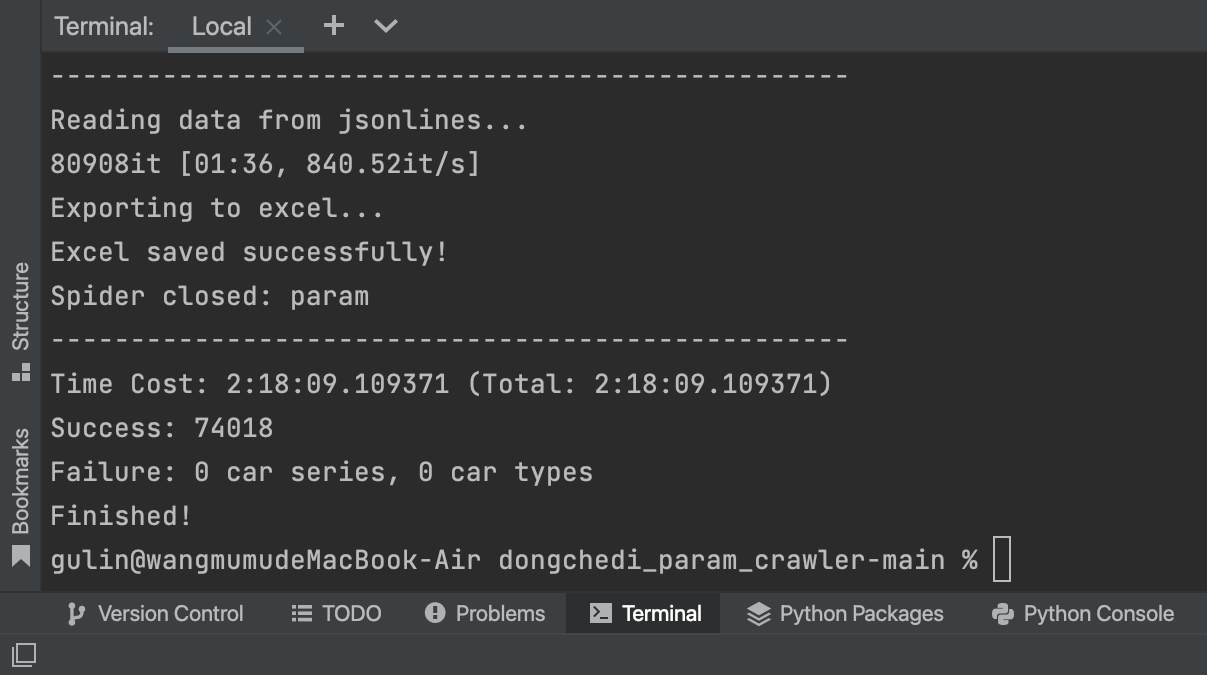 Terminal: Local
--------------------------------------------------
Reading data from jsonlines...
80908it [01:36, 840.52it/s]
Exporting to excel...
Excel saved successfully!
Spider closed: param
--------------------------------------------------
Time Cost: 2:18:09.109371 (Total: 2:18:09.109371)
Success: 74018
Failure: 0 car series, 0 car types
Finished!
gulin@wangmumudeMacBook-Air dongchedi_param_crawler-main %
Structure
Bookmarks
Version Control TODO Problems Terminal Python Packages Python Console